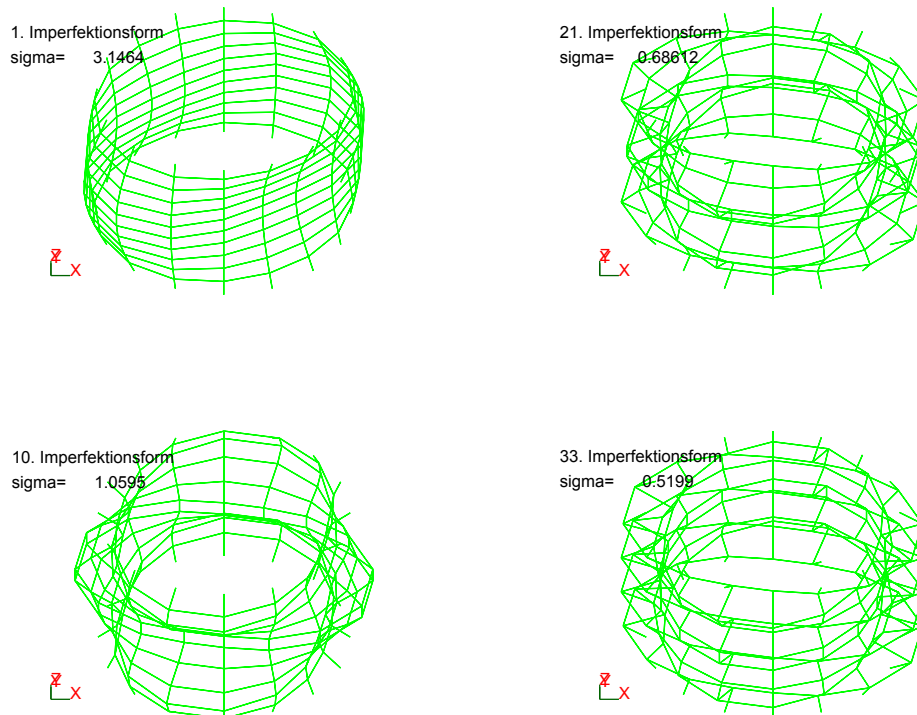 1. Imperfektionsform
sigma= 3.1464
X
21. Imperfektionsform
sigma= 0.68612
X
10. Imperfektionsform
sigma= 1.0595
X
33. Imperfektionsform
sigma= 0.5199
X